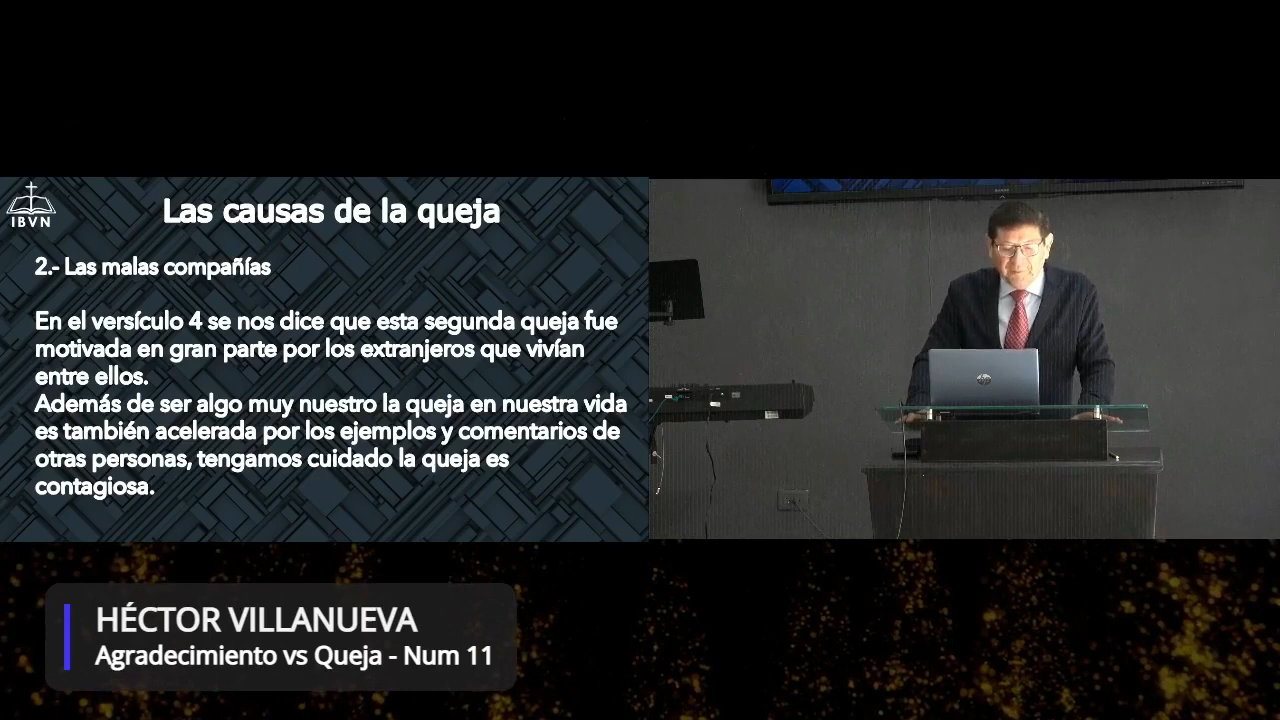 IBVN
Las causas de la queja
2.- Las malas compañías
En el versículo 4 se nos dice que esta segunda queja fue
motivada en gran parte por los extranjeros que vivían
entre ellos.
Además de ser algo muy nuestro la queja en nuestra vida
es también acelerada por los ejemplos y comentarios de
otras personas, tengamos cuidado la queja es
contagiosa.
hp
HÉCTOR VILLANUEVA
Agradecimiento vs Queja - Num 11